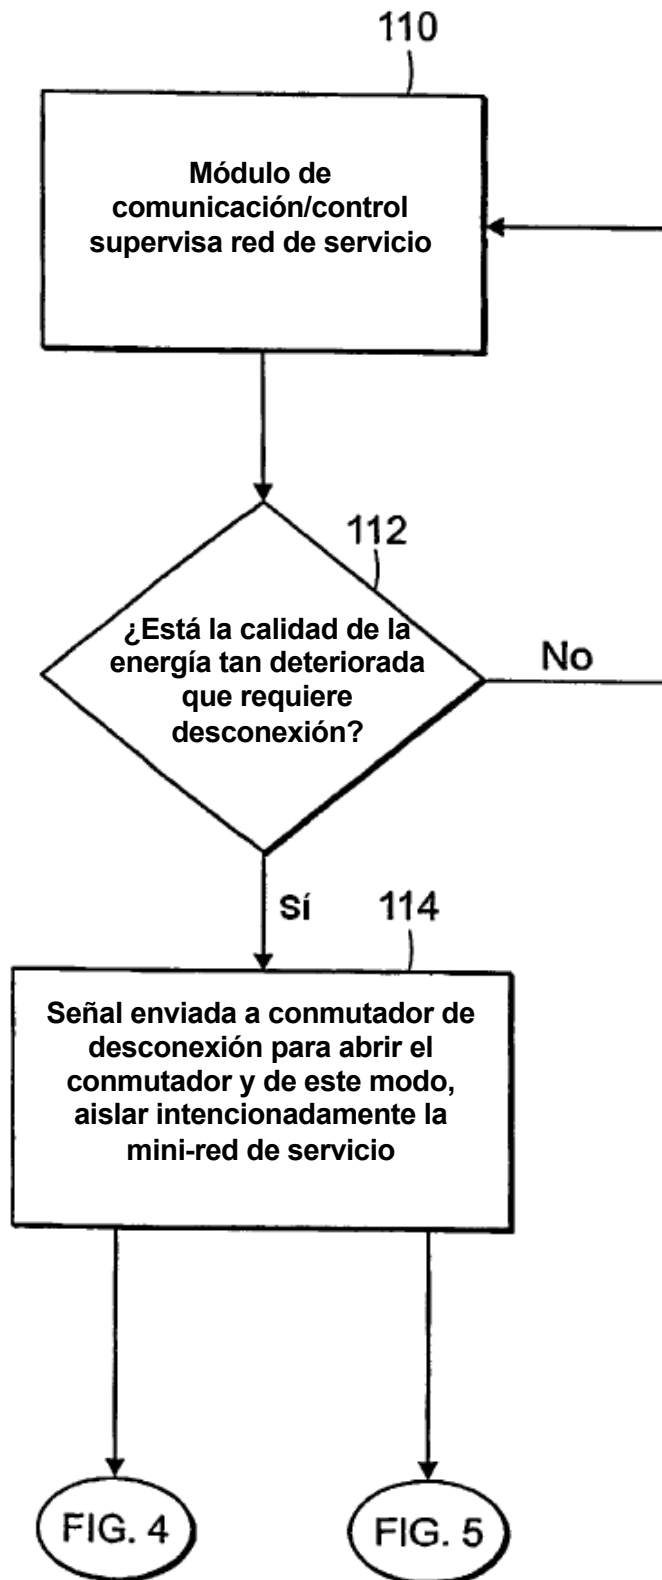 110
Módulo de
comunicación/control
supervisa red de servicio
112
¿Está la calidad de la
energía tan deteriorada
que requiere
desconexión?
No
Sí
114
Señal enviada a conmutador de
desconexión para abrir el
conmutador y de este modo,
aislar intencionadamente la
mini-red de servicio
FIG. 4
FIG. 5